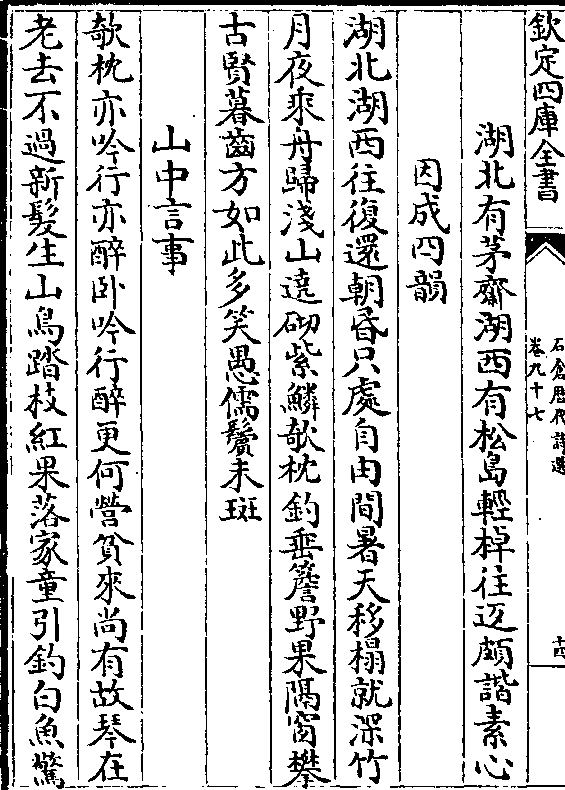 欽定四庫全書
石倉歴代詩選
卷九十七
十四
湖北有茅齋湖西有松島輕棹往返頗諧素心
因成四韻
湖北湖西往復還朝昏只處自由間暑天移榻就深竹
月夜乘舟歸淺山遶砌紫鱗欹枕釣垂簷野果隔窗攀
古賢暮齒方如此多笑愚儒鬢未斑
山中言事
欹枕亦吟行亦醉卧吟行醉更何營貧來尚有故琴在
老去不過新髪生山鳥踏枝紅果落家童引釣白魚驚